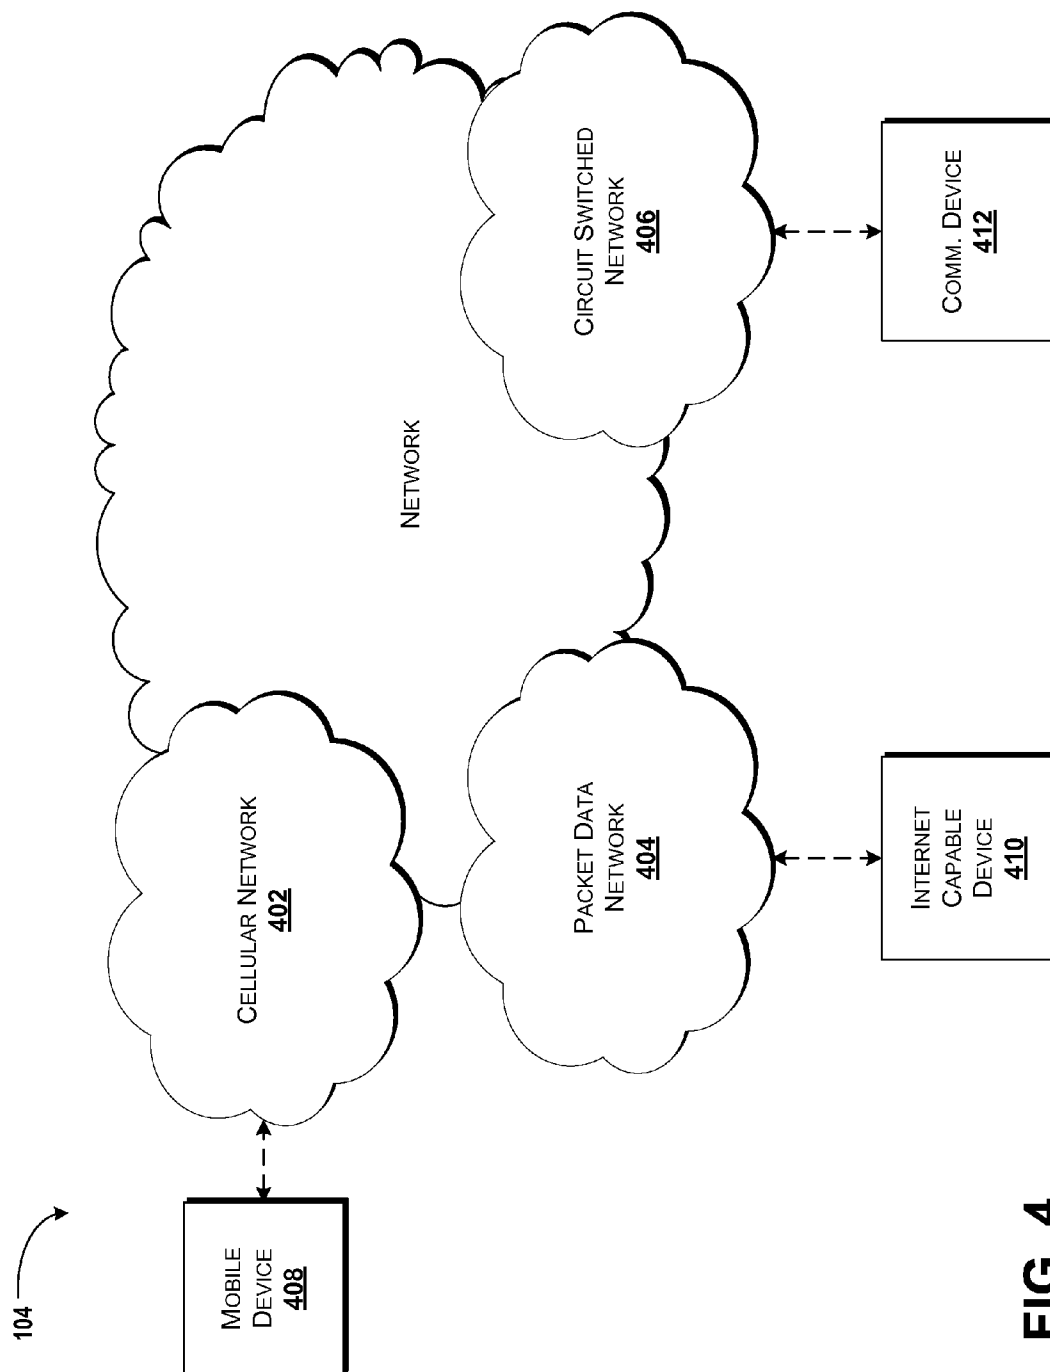 104
MOBILE
DEVICE
408
CELLULAR NETWORK
402
NETWORK
PACKET DATA
NETWORK
404
CIRCUIT SWITCHED
NETWORK
406
INTERNET
CAPABLE
DEVICE
410
COMM. DEVICE
412
FIG. 4